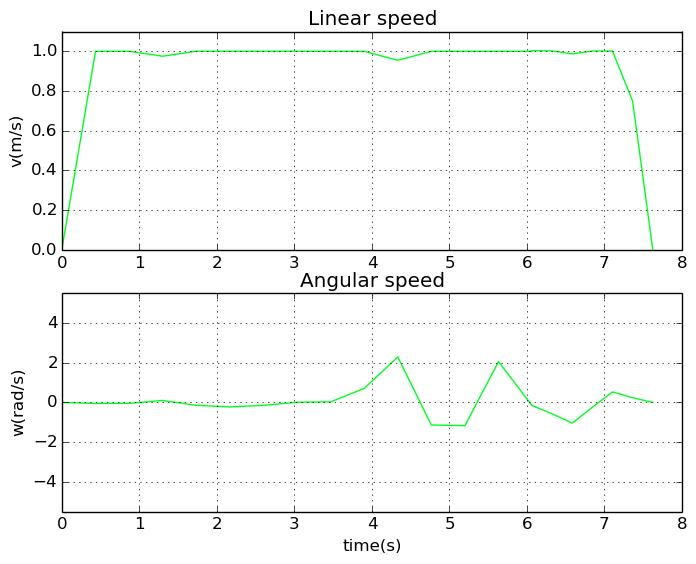 Linear speed
1.0
0.8
0.6
0.4
0.2
0.0
v(m/s)
0 1 2 3 4 5 6 7 8
Angular speed
4
2
0
−2
−4
w(rad/s)
0 1 2 3 4 5 6 7 8
time(s)